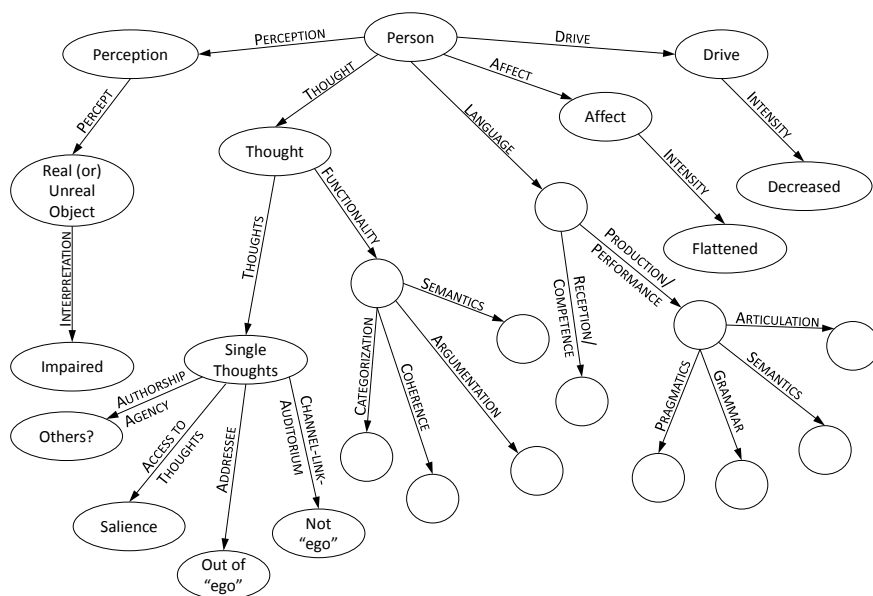 Person
PERCEPTION
DRIVE
Perception
Drive
THOUGHT
AFFECT
LANGUAGE
PERCEPT
Affect
INTENSITY
Thought
Real (or)
Unreal
Object
FUNCTIONALITY
INTENSITY
Decreased
THOUGHTS
PRODUCTION/
PERFORMANCE
Flattened
INTERPRETATION
SEMANTICS
RECEPTION/
COMPETENCE
ARTICULATION
Impaired
Single
Thoughts
CATEGORIZATION
COHERENCE
ARGUMENTATION
PRAGMATICS
GRAMMAR
SEMANTICS
AUTHORSHIP
AGENCY
Others?
ACCESS TO
THOUGHTS
ADDRESSEE
CHANNEL-LINK-
AUDITORIUM
Salience
Not
“ego”
Out of
“ego”